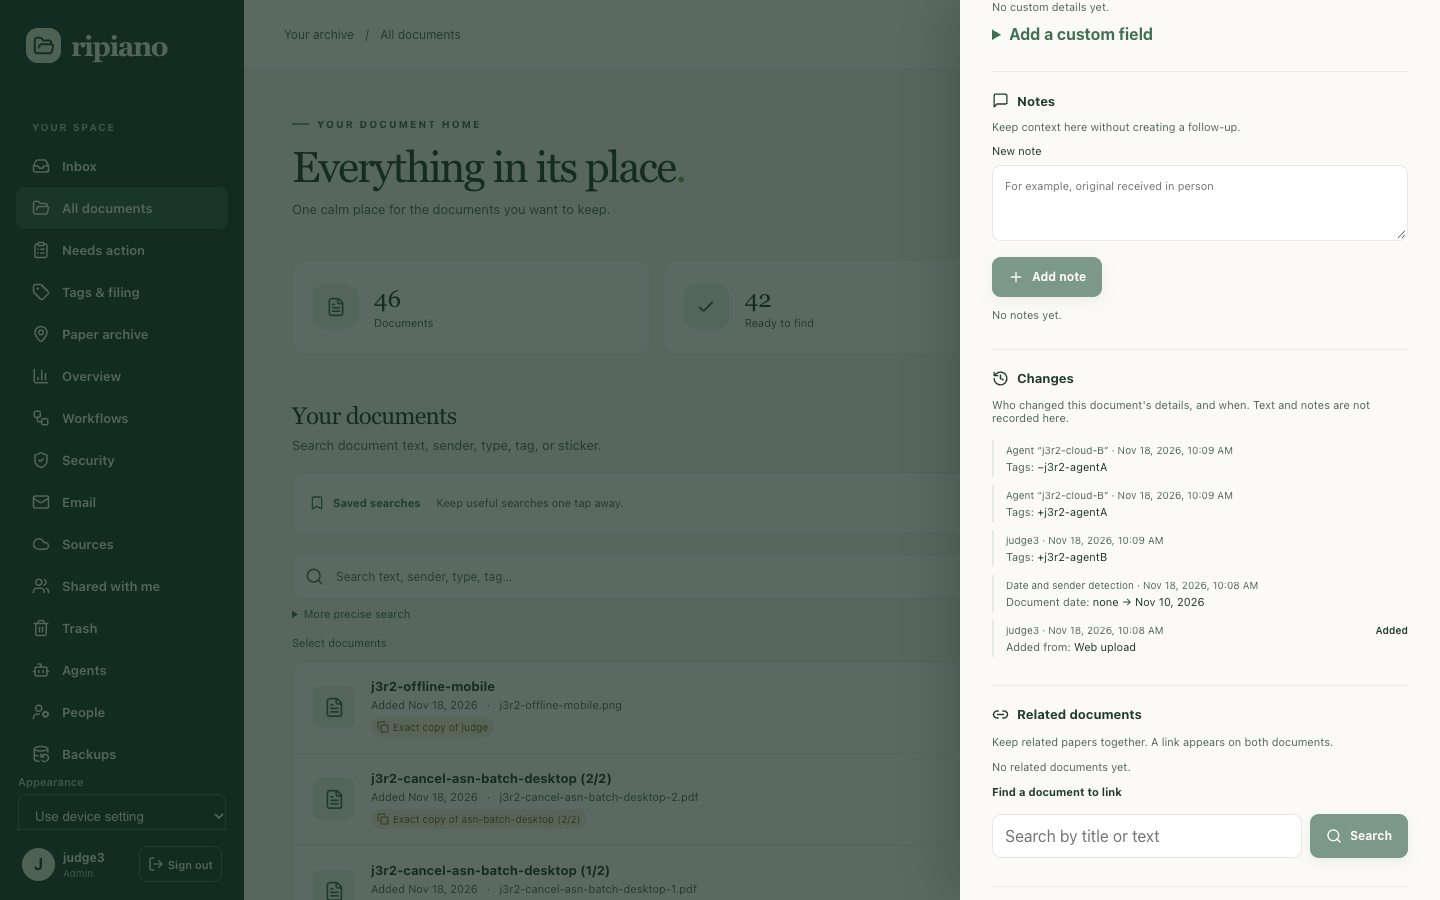 ripiano
YOUR SPACE
Inbox
All documents
Needs action
Tags & filing
Paper archive
Overview
Workflows
Security
Email
Sources
Shared with me
Trash
Agents
People
Backups
Appearance
Use device setting
J
judge3
Admin
Sign out
Your archive / All documents
YOUR DOCUMENT HOME
Everything in its place.
One calm place for the documents you want to keep.
46
Documents
42
Ready to find
Your documents
Search document text, sender, type, tag, or sticker.
Saved searches Keep useful searches one tap away.
Search text, sender, type, tag...
More precise search
Select documents
j3r2-offline-mobile
Added Nov 18, 2026 · j3r2-offline-mobile.png
Exact copy of judge
j3r2-cancel-asn-batch-desktop (2/2)
Added Nov 18, 2026 · j3r2-cancel-asn-batch-desktop-2.pdf
Exact copy of asn-batch-desktop (2/2)
j3r2-cancel-asn-batch-desktop (1/2)
Added Nov 18, 2026 · j3r2-cancel-asn-batch-desktop-1.pdf
No custom details yet.
Add a custom field
Notes
Keep context here without creating a follow-up.
New note
For example, original received in person
Add note
No notes yet.
Changes
Who changed this document's details, and when. Text and notes are not
recorded here.
Agent "j3r2-cloud-B" · Nov 18, 2026, 10:09 AM
Tags: −j3r2-agentA
Agent "j3r2-cloud-B" · Nov 18, 2026, 10:09 AM
Tags: +j3r2-agentA
judge3 · Nov 18, 2026, 10:09 AM
Tags: +j3r2-agentB
Date and sender detection · Nov 18, 2026, 10:08 AM
Document date: none → Nov 10, 2026
judge3 · Nov 18, 2026, 10:08 AM Added
Added from: Web upload
Related documents
Keep related papers together. A link appears on both documents.
No related documents yet.
Find a document to link
Search by title or text
Search